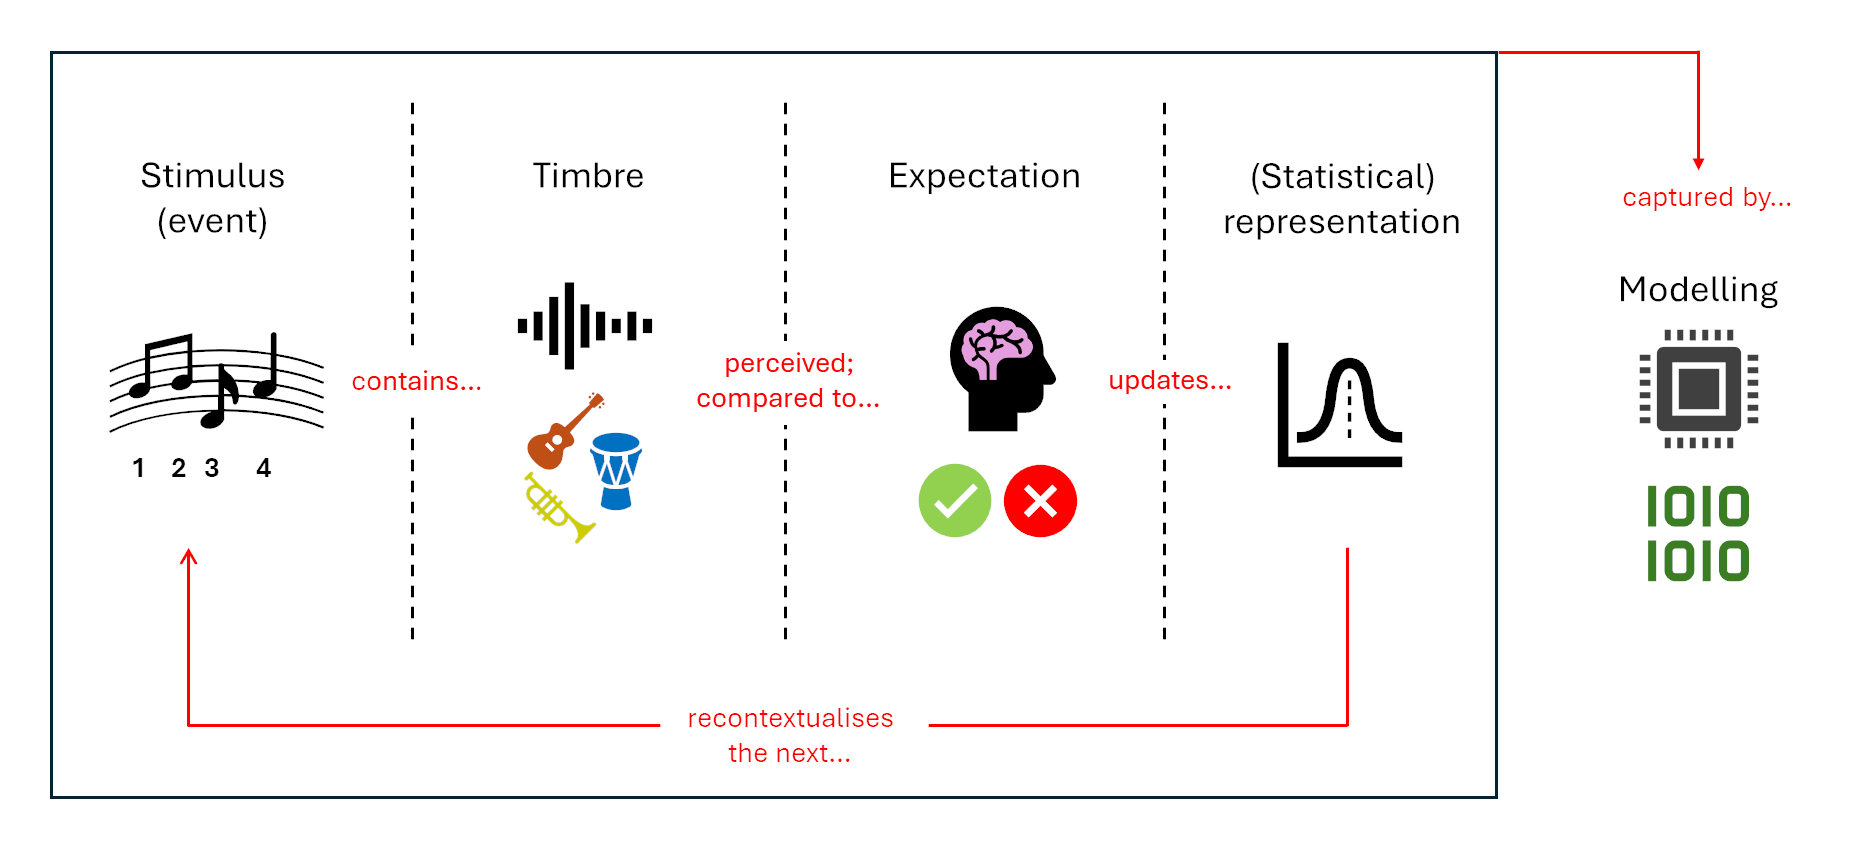 Stimulus
(event)
Timbre
Expectation
(Statistical)
representation
captured by...
Modelling
contains...
perceived;
compared to...
updates...
1 2 3 4
1010
1010
recontextualises
the next...